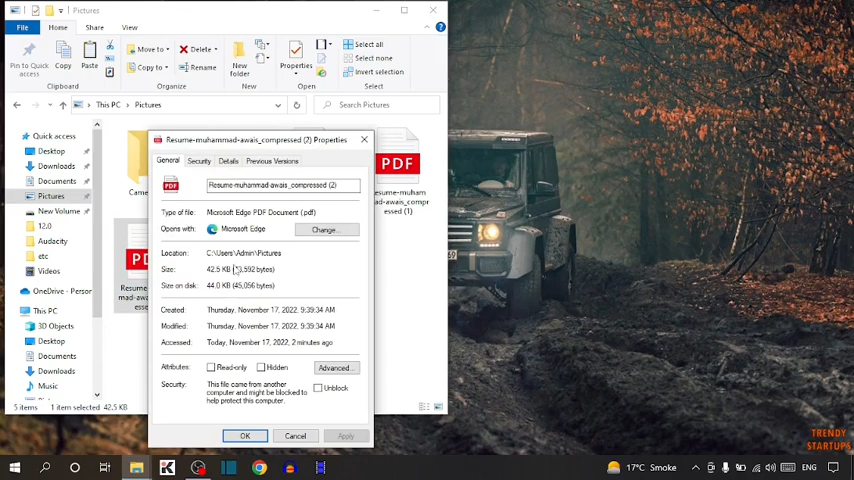 Pictures
File
Home
Share
View
Pin to Quick access
Copy
Paste
Move to
Copy to
Delete
Rename
New folder
Properties
Select all
Select none
Invert selection
Clipboard
Organize
New
Open
Select
This PC
Pictures
Search Pictures
Quick access
Desktop
Downloads
Documents
Pictures
New Volume
12.0
Audacity
etc
Videos
OneDrive - Person
This PC
3D Objects
Desktop
Documents
Downloads
Music
PDF
Resume-muham
mad-awais_compr
essed (1)
Resume-muhammad-awais_compressed (2) Properties
General
Security
Details
Previous Versions
PDF
Resume-muhammad-awais_compressed (2)
Type of file:
Microsoft Edge PDF Document (.pdf)
Opens with:
Microsoft Edge
Change...
Location:
C:\Users\Admin\Pictures
Size:
42.5 KB
bytes)
Size on disk:
44.0 KB (45,056 bytes)
Created:
Thursday, November 17, 2022, 9:39:34 AM
Modified:
Thursday, November 17, 2022, 9:39:34 AM
Accessed:
Today, November 17, 2022, 2 minutes ago
Attributes:
Read-only
Hidden
Advanced...
Security:
This file came from another
computer and might be blocked to
help protect this computer.
Unblock
OK
Cancel
Apply
5 items
1 item selected
42.5 KB
TRENDY
STARTUPS
17°C Smoke
ENG